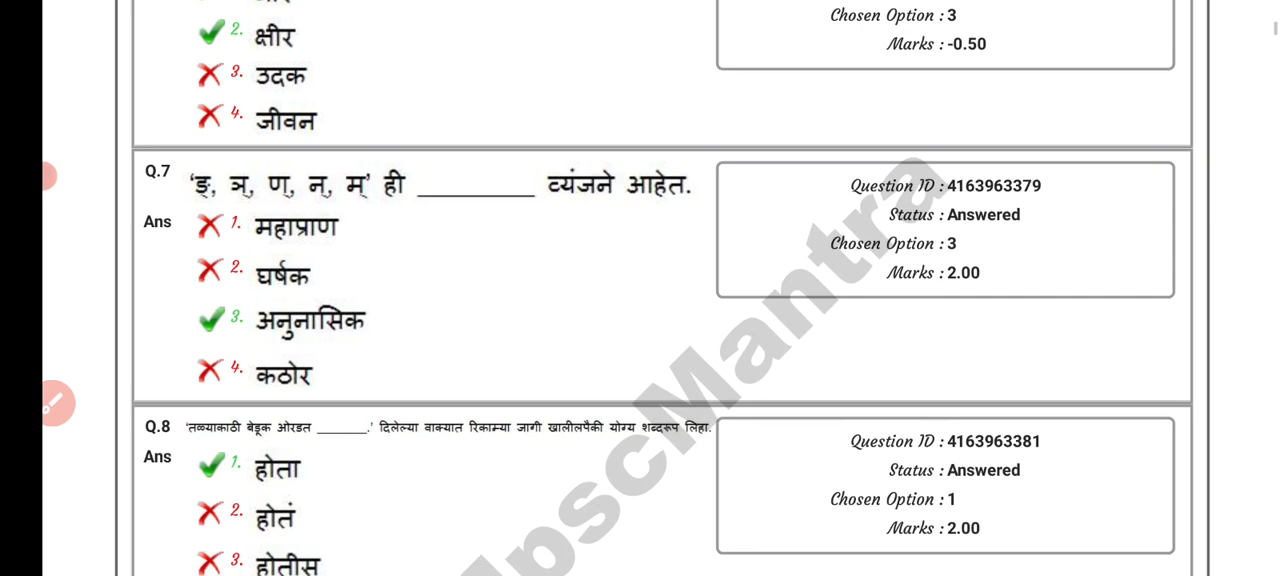 Chosen Option : 3
2. क्षीर
Marks : -0.50
3. उदक
4. जीवन
Q.7 'ङ्, ञ्, ण्, न्, म्' ही __________ व्यंजने आहेत.
Question ID : 4163963379
Status : Answered
Ans 1. महाप्राण
Chosen Option : 3
2. घर्षक
Marks : 2.00
3. अनुनासिक
4. कठोर
Q.8 'तळ्याकाठी बेडूक ओरडत ________.' दिलेल्या वाक्यात रिकाम्या जागी खालीलपैकी योग्य शब्दरूप लिहा.
Question ID : 4163963381
Ans 1. होता
Status : Answered
Chosen Option : 1
2. होतं
Marks : 2.00
3. होतीस
IpscMantra